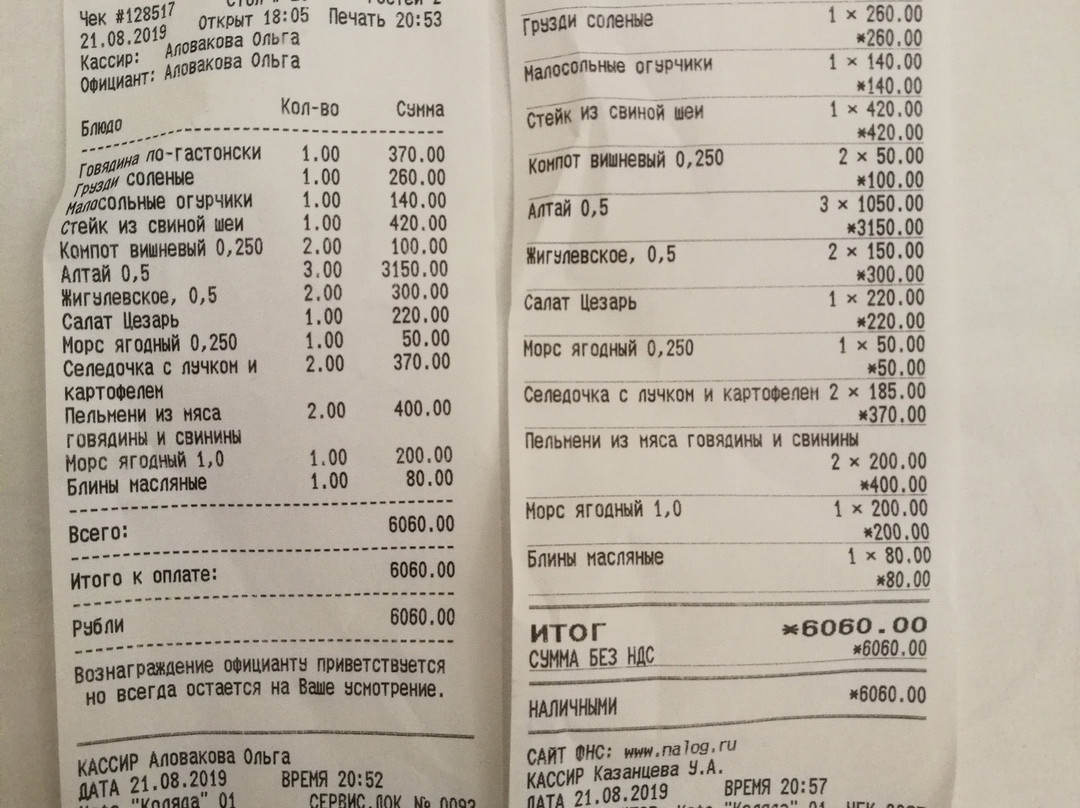 Чек #128517
21.08.2019 Открыт 18:05 Печать 20:53
Кассир: Аловакова Ольга
Официант: Аловакова Ольга
Блюдо Кол-во Сумма
Говядина по-гастонски 1.00 370.00
Грузди соленые 1.00 260.00
Малосольные огурчики 1.00 140.00
Стейк из свиной шеи 1.00 420.00
Компот вишневый 0,250 2.00 100.00
Алтай 0,5 3.00 3150.00
Жигулевское, 0,5 2.00 300.00
Салат Цезарь 1.00 220.00
Морс ягодный 0,250 1.00 50.00
Селедочка с лучком и 2.00 370.00
картофелем
Пельмени из мяса 2.00 400.00
говядины и свинины
Морс ягодный 1,0 1.00 200.00
Блины масляные 1.00 80.00
Всего: 6060.00
Итого к оплате: 6060.00
Рубли 6060.00
Вознаграждение официанту приветствуется
но всегда остается на Ваше усмотрение.
КАССИР Аловакова Ольга
ДАТА 21.08.2019 ВРЕМЯ 20:52
"Коляда" 01 СЕРВИС.ДОК №
Грузди соленые 1 × 260.00
*260.00
Малосольные огурчики 1 × 140.00
*140.00
Стейк из свиной шеи 1 × 420.00
*420.00
Компот вишневый 0,250 2 × 50.00
*100.00
Алтай 0,5 3 × 1050.00
*3150.00
Жигулевское, 0,5 2 × 150.00
*300.00
Салат Цезарь 1 × 220.00
*220.00
Морс ягодный 0,250 1 × 50.00
*50.00
Селедочка с лучком и картофелем 2 × 185.00
*370.00
Пельмени из мяса говядины и свинины
2 × 200.00
*400.00
Морс ягодный 1,0 1 × 200.00
*200.00
Блины масляные 1 × 80.00
*80.00
ИТОГ *6060.00
СУММА БЕЗ НДС *6060.00
НАЛИЧНЫМИ *6060.00
САЙТ ФНС: www.nalog.ru
КАССИР Казанцева У.А.
ДАТА 21.08.2019 ВРЕМЯ 20:57